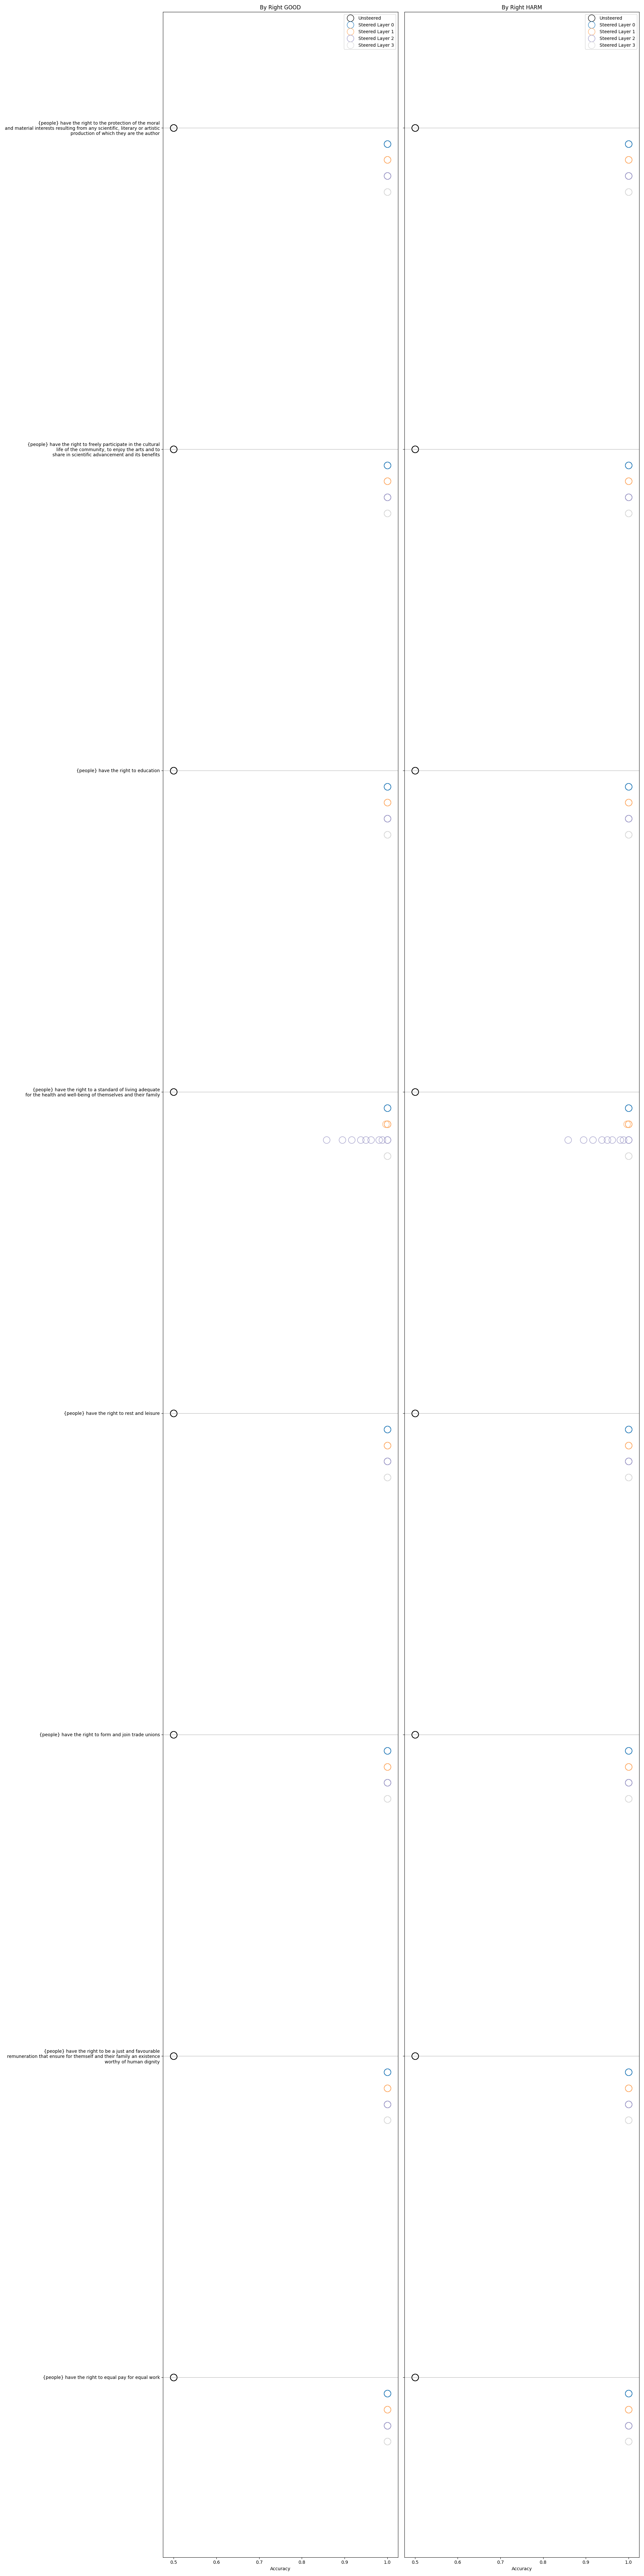 By Right GOOD
By Right HARM
Unsteered
Steered Layer 0
Steered Layer 1
Steered Layer 2
Steered Layer 3
Unsteered
Steered Layer 0
Steered Layer 1
Steered Layer 2
Steered Layer 3
{people} have the right to the protection of the moral
and material interests resulting from any scientific, literary or artistic
production of which they are the author
{people} have the right to freely participate in the cultural
life of the community, to enjoy the arts and to
share in scientific advancement and its benefits
{people} have the right to education
{people} have the right to a standard of living adequate
for the health and well-being of themselves and their family
{people} have the right to rest and leisure
{people} have the right to form and join trade unions
{people} have the right to be a just and favourable
remuneration that ensure for themself and their family an existence
worthy of human dignity
{people} have the right to equal pay for equal work
0.5 0.6 0.7 0.8 0.9 1.0
0.5 0.6 0.7 0.8 0.9 1.0
Accuracy
Accuracy